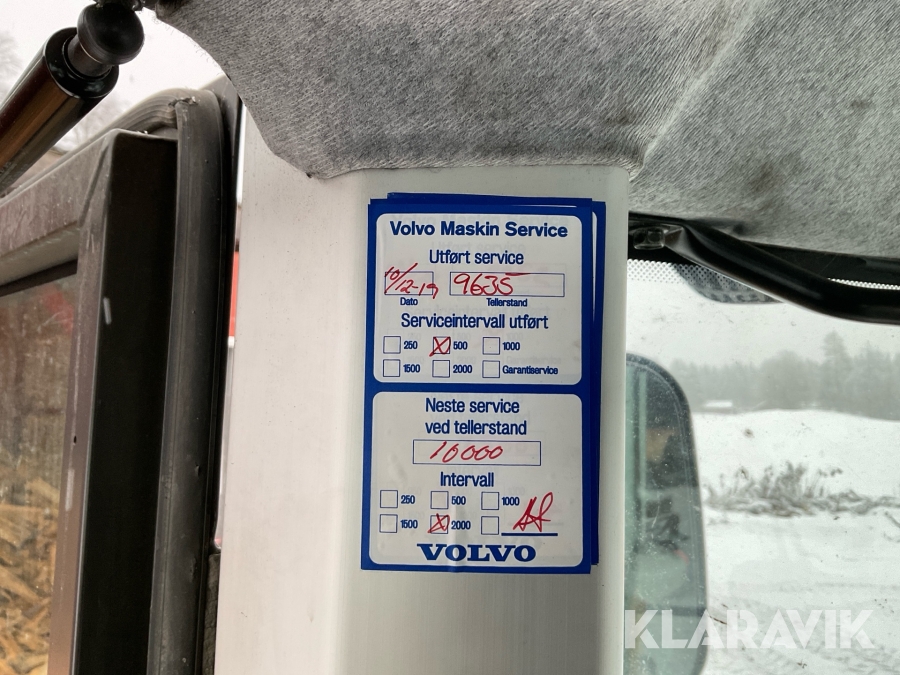 Volvo Maskin Service
Utført service
10/12-19 9635
Dato Tellerstand
Serviceintervall utført
250 500 1000
1500 2000 Garantiservice
Neste service
ved tellerstand
10000
Intervall
250 500 1000
1500 2000
VOLVO
KLARAVIK